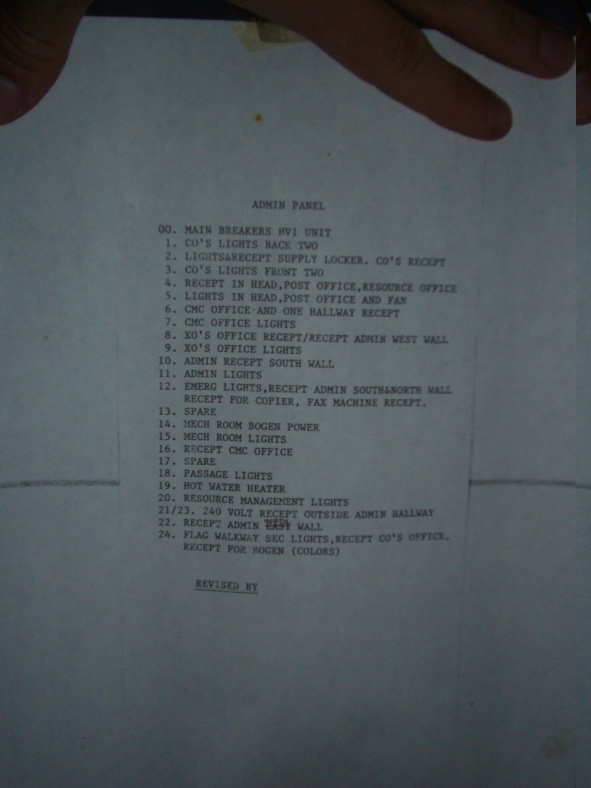 ADMIN PANEL
00. MAIN BREAKERS HV1 UNIT
1. CO'S LIGHTS BACK TWO
2. LIGHTS&RECEPT SUPPLY LOCKER. CO'S RECEPT
3. CO'S LIGHTS FRONT TWO
4. RECEPT IN HEAD,POST OFFICE,RESOURCE OFFICE
5. LIGHTS IN HEAD,POST OFFICE AND FAN
6. CMC OFFICE AND ONE HALLWAY RECEPT
7. CMC OFFICE LIGHTS
8. XO'S OFFICE RECEPT/RECEPT ADMIN WEST WALL
9. XO'S OFFICE LIGHTS
10. ADMIN RECEPT SOUTH WALL
11. ADMIN LIGHTS
12. EMERG LIGHTS,RECEPT ADMIN SOUTH&NORTH WALL
RECEPT FOR COPIER, FAX MACHINE RECEPT.
13. SPARE
14. MECH ROOM BOGEN POWER
15. MECH ROOM LIGHTS
16. RECEPT CMC OFFICE
17. SPARE
18. PASSAGE LIGHTS
19. HOT WATER HEATER
20. RESOURCE MANAGEMENT LIGHTS
21/23. 240 VOLT RECEPT OUTSIDE ADMIN HALLWAY
22. RECEPT ADMIN EAST WALL
24. FLAG WALKWAY SEC LIGHTS,RECEPT CO'S OFFICE.
RECEPT FOR BOGEN (COLORS)
REVISED BY